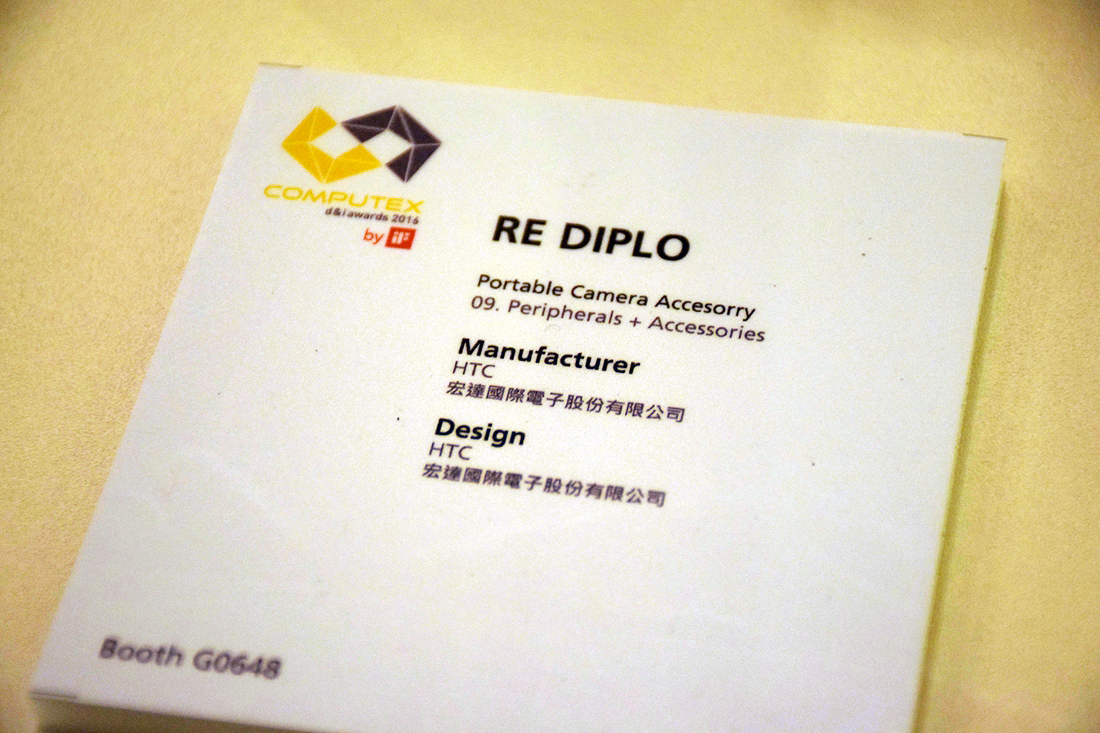 COMPUTEX
d&i awards 2016
by iF
RE DIPLO
Portable Camera Accesorry
09. Peripherals + Accessories
Manufacturer
HTC
宏達國際電子股份有限公司
Design
HTC
宏達國際電子股份有限公司
Booth G0648